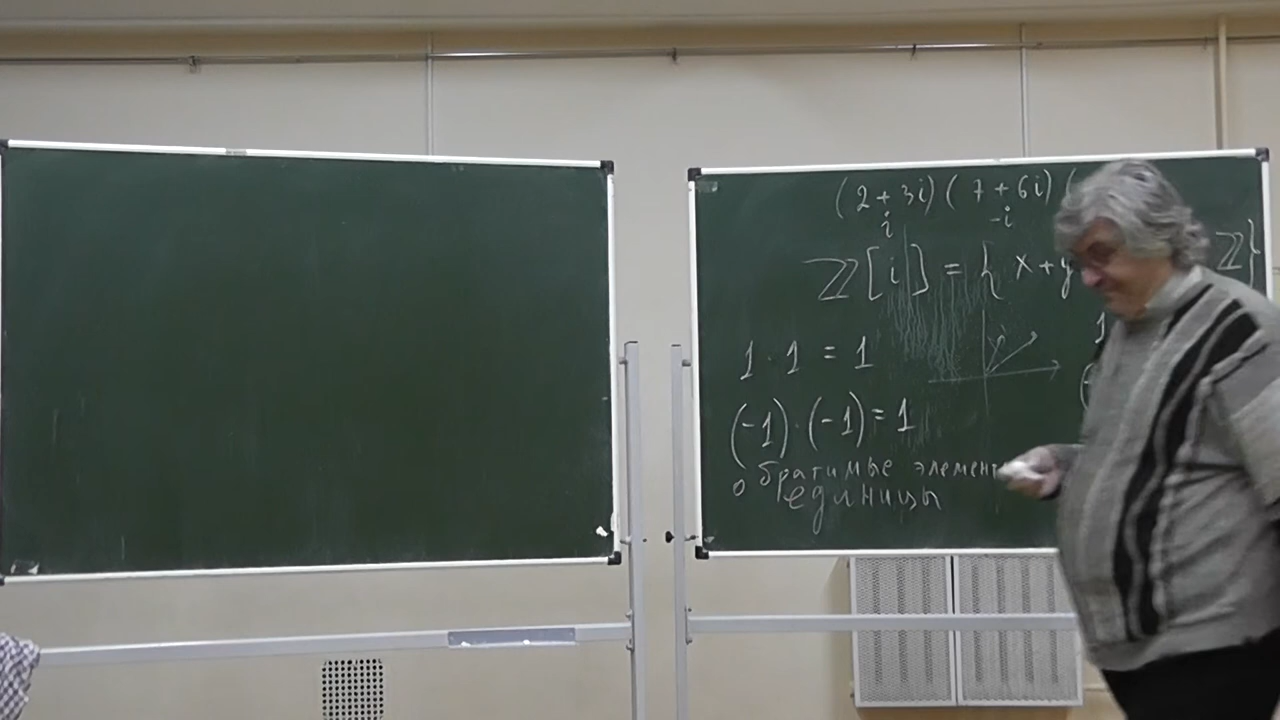 (2 + 3i)(7 + 6i)(
i -i
ℤ[i] = { x + y ℤ}
1 · 1 = 1
(-1) · (-1) = 1
обратимые элемент
единицы